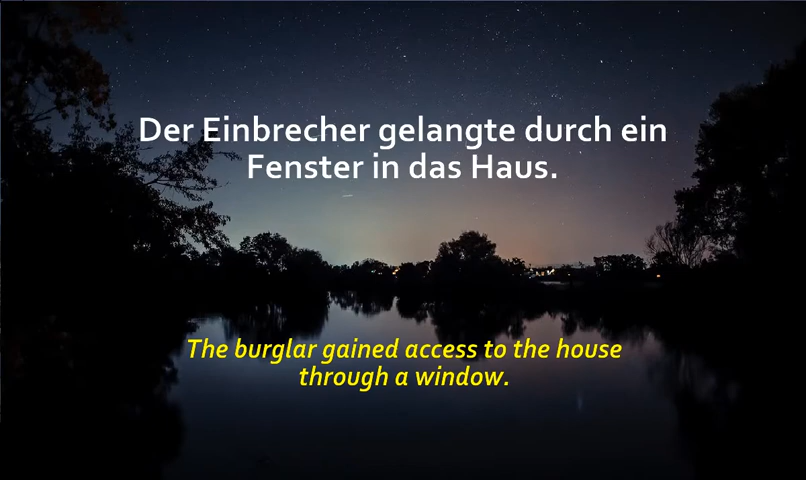 Der Einbrecher gelangte durch ein
Fenster in das Haus.
The burglar gained access to the house
through a window.